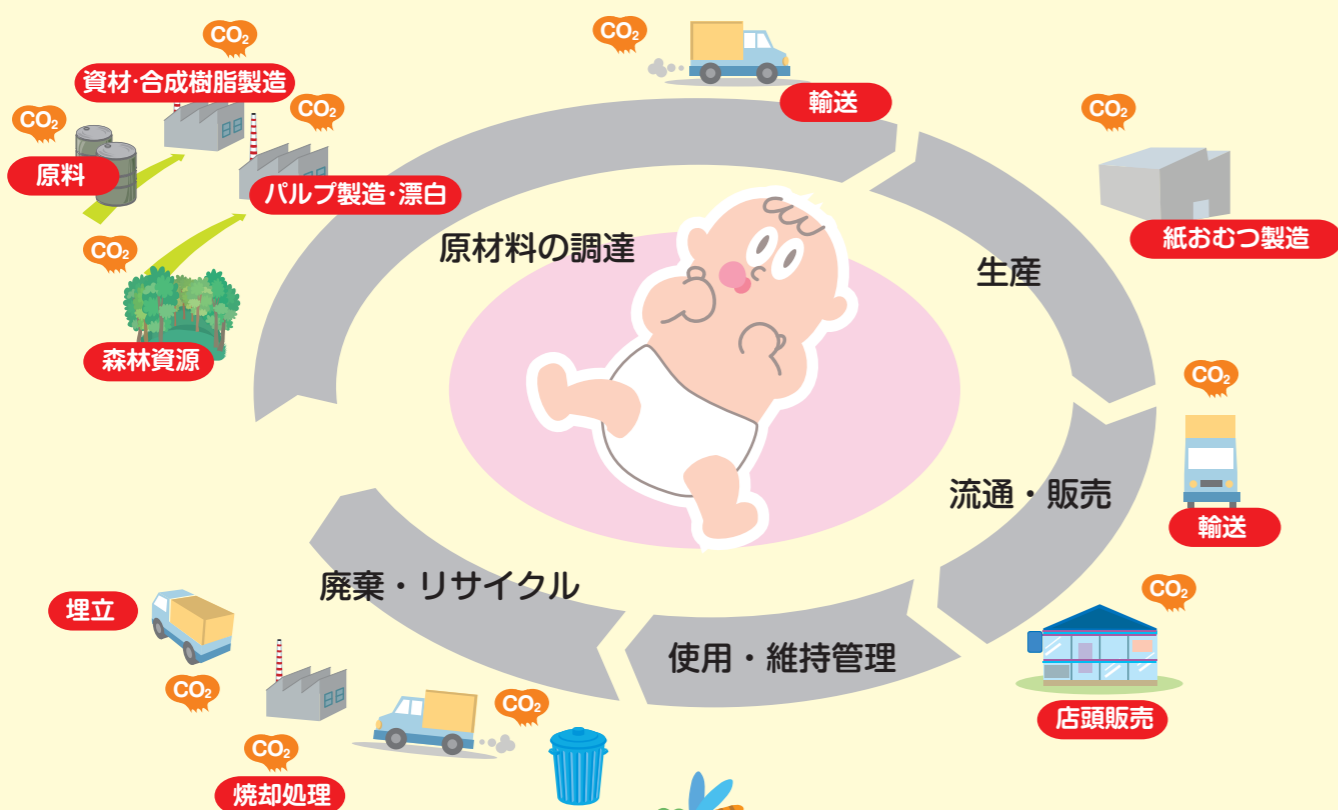 CO₂
資材・合成樹脂製造
CO₂
CO₂
原料
パルプ製造・漂白
CO₂
森林資源
CO₂
輸送
CO₂
紙おむつ製造
原材料の調達
生産
CO₂
輸送
流通・販売
CO₂
店頭販売
使用・維持管理
廃棄・リサイクル
埋立
CO₂
CO₂
CO₂
焼却処理